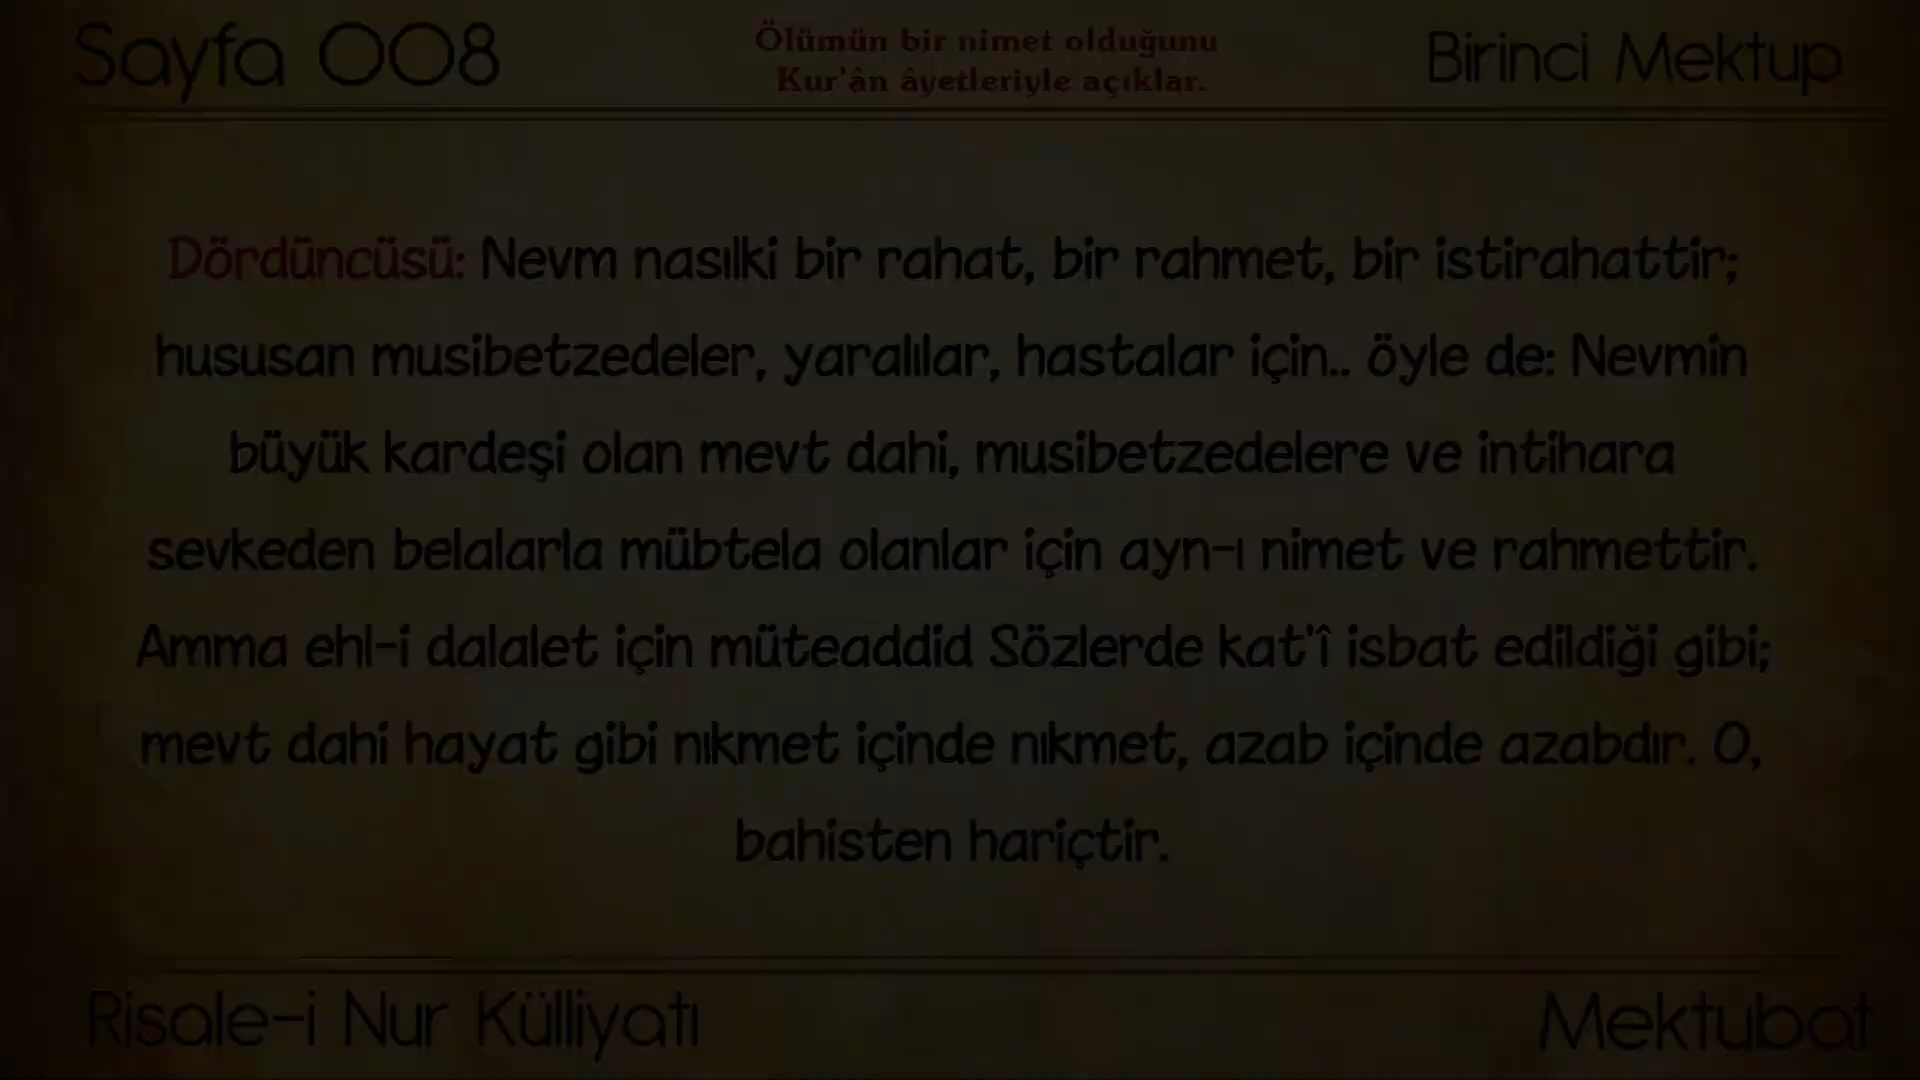 Sayfa 008
Ölümün bir nimet olduğunu
Kur'ân âyetleriyle açıklar.
Birinci Mektup
Dördüncüsü: Nevm nasılki bir rahat, bir rahmet, bir istirahattir;
hususan musibetzedeler, yaralılar, hastalar için.. öyle de: Nevmin
büyük kardeşi olan mevt dahi, musibetzedelere ve intihara
sevkeden belalarla mübtela olanlar için ayn-ı nimet ve rahmettir.
Amma ehl-i dalalet için müteaddid Sözlerde kat'î isbat edildiği gibi;
mevt dahi hayat gibi nıkmet içinde nıkmet, azab içinde azabdır. O,
bahisten hariçtir.
Risale-i Nur Külliyatı
Mektubat